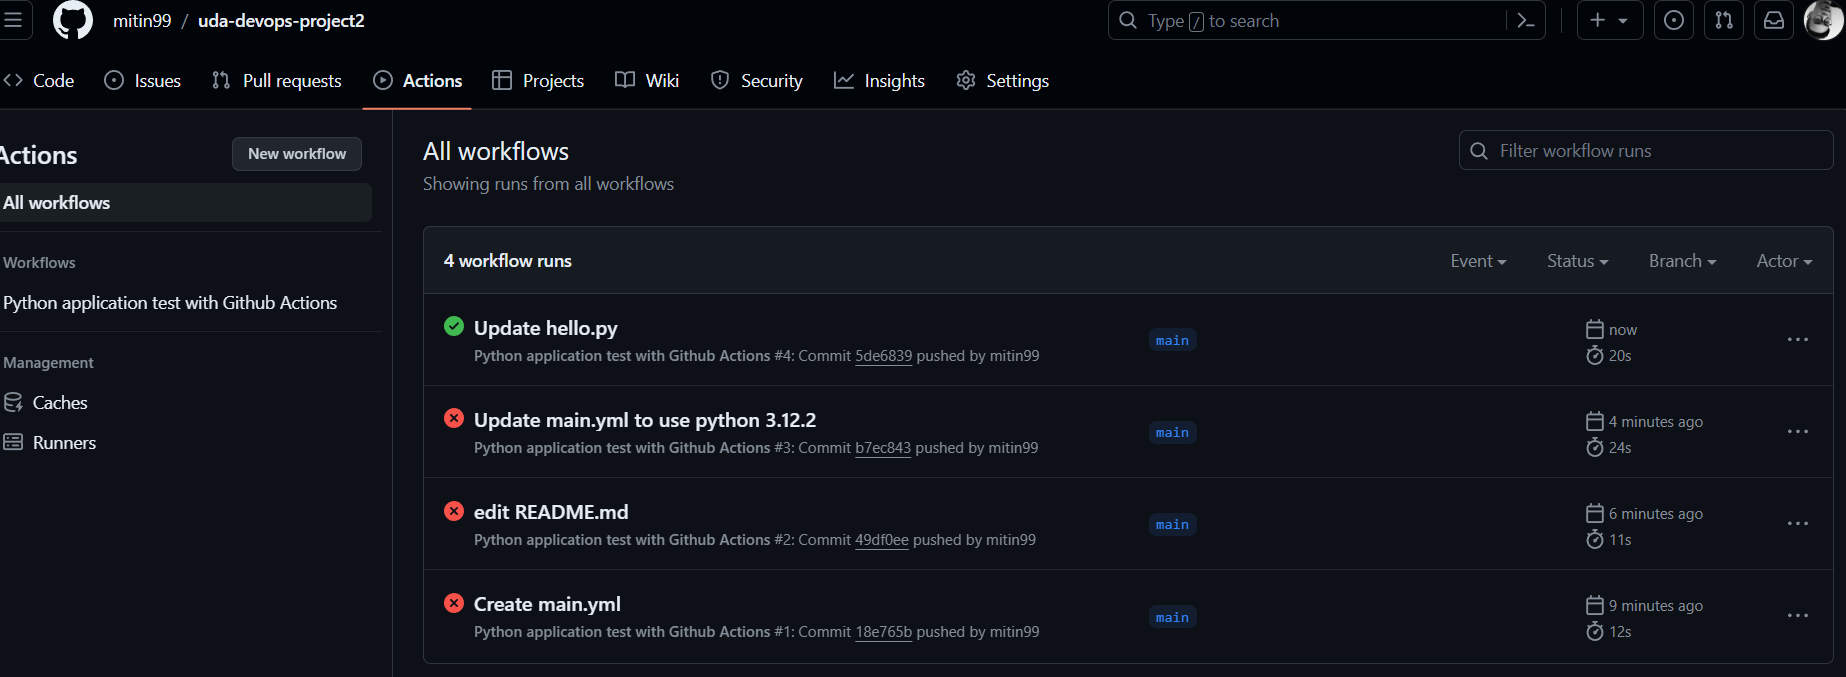 mitin99 / uda-devops-project2
Type / to search
Code Issues Pull requests Actions Projects Wiki Security Insights Settings
Actions
New workflow
All workflows
Workflows
Python application test with Github Actions
Management
Caches
Runners
All workflows
Showing runs from all workflows
Filter workflow runs
4 workflow runs
Event Status Branch Actor
Update hello.py
Python application test with Github Actions #4: Commit 5de6839 pushed by mitin99
main
now
20s
Update main.yml to use python 3.12.2
Python application test with Github Actions #3: Commit b7ec843 pushed by mitin99
main
4 minutes ago
24s
edit README.md
Python application test with Github Actions #2: Commit 49df0ee pushed by mitin99
main
6 minutes ago
11s
Create main.yml
Python application test with Github Actions #1: Commit 18e765b pushed by mitin99
main
9 minutes ago
12s